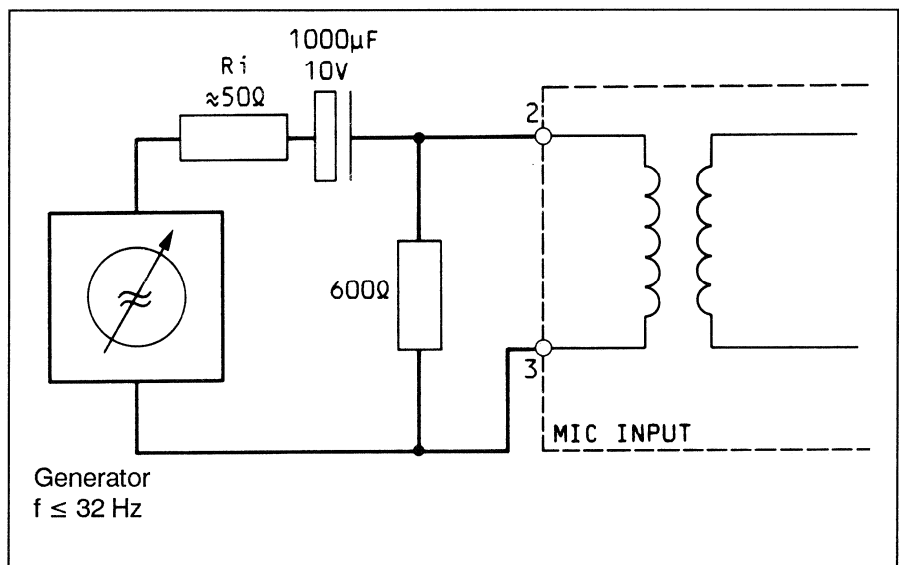 1000µF
10V
Ri
≈50Ω
2
600Ω
3
MIC INPUT
Generator
f ≤ 32 Hz